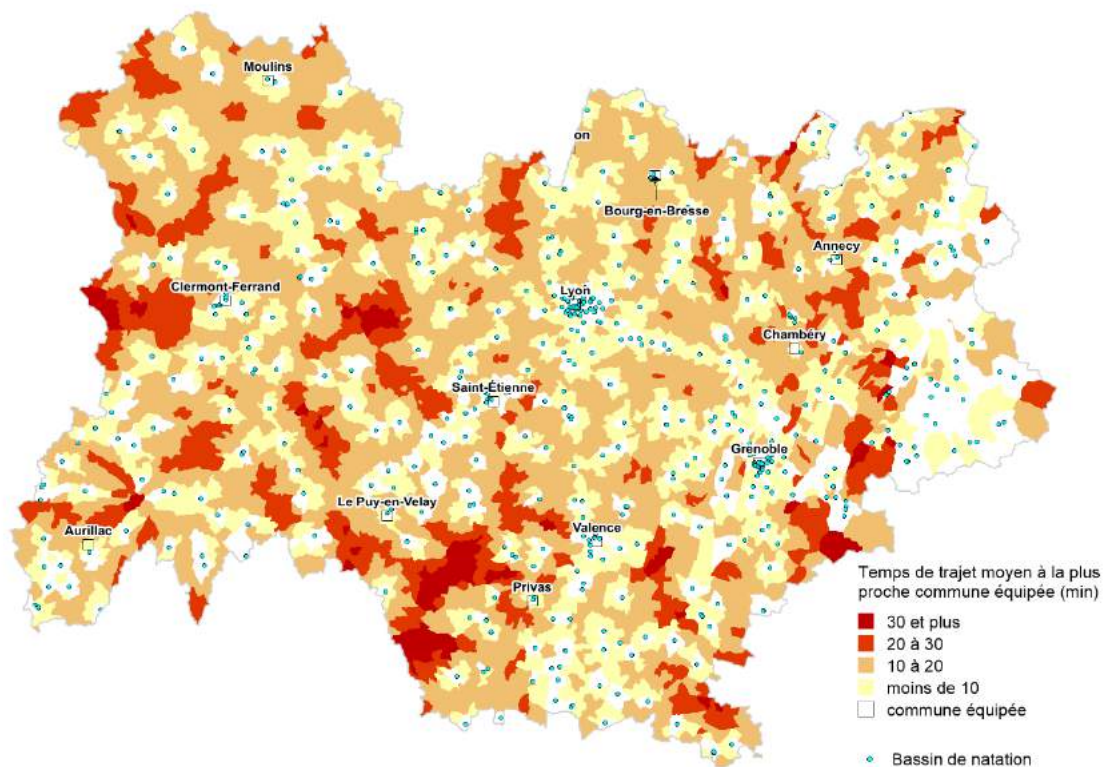 Moulins
on
Bourg-en-Bresse
Annecy
Clermont-Ferrand
Lyon
Chambéry
Saint-Étienne
Grenoble
Le Puy-en-Velay
Valence
Aurillac
Privas
Temps de trajet moyen à la plus
proche commune équipée (min)
30 et plus
20 à 30
10 à 20
moins de 10
commune équipée
Bassin de natation